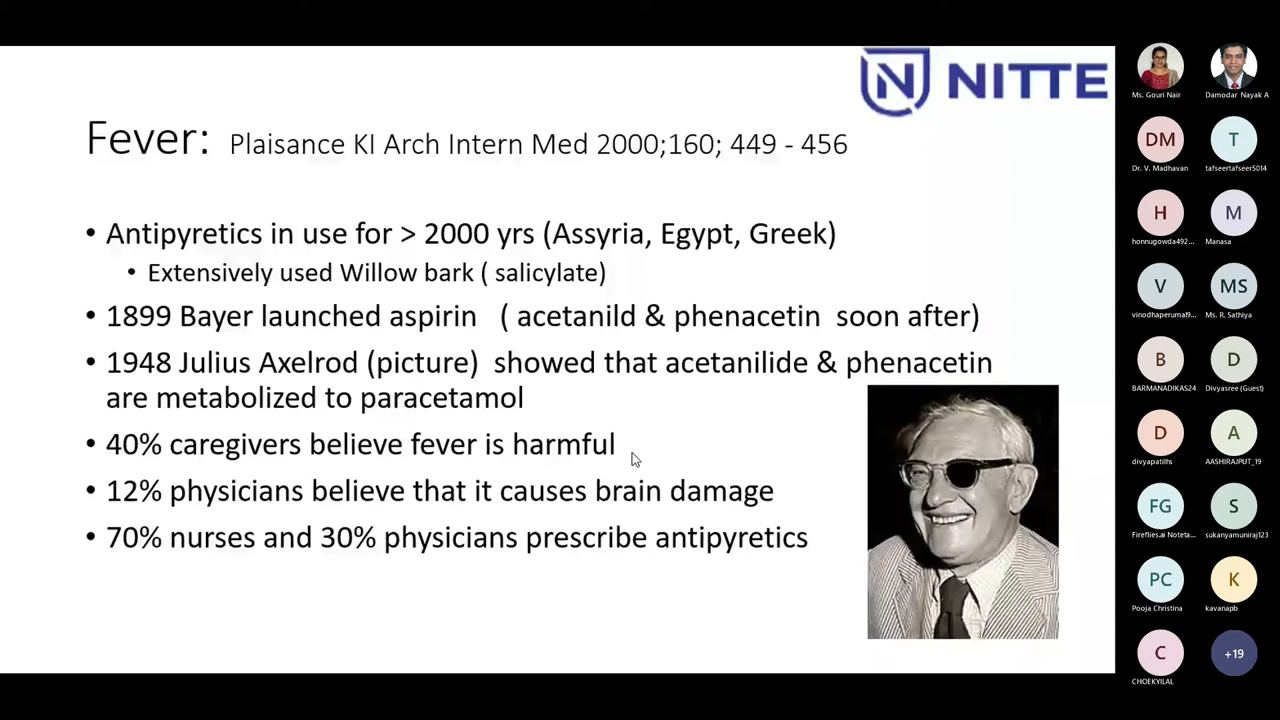 NITTE
Fever: Plaisance KI Arch Intern Med 2000;160; 449 - 456
• Antipyretics in use for > 2000 yrs (Assyria, Egypt, Greek)
• Extensively used Willow bark ( salicylate)
• 1899 Bayer launched aspirin ( acetanild & phenacetin soon after)
• 1948 Julius Axelrod (picture) showed that acetanilide & phenacetin
are metabolized to paracetamol
• 40% caregivers believe fever is harmful
• 12% physicians believe that it causes brain damage
• 70% nurses and 30% physicians prescribe antipyretics
Ms. Gouri Nair
Damodar Nayak A
DM
Dr. V. Madhavan
T
tafseertafseer5014
H
honnugowda492...
M
Manasa
V
vinodhaperumal9...
MS
Ms. R. Sathiya
B
BARMANADIKAS24
D
Divyasree (Guest)
D
divyapatilhs
A
AASHIRAJPUT_19
FG
Fireflies.ai Noteta...
S
sukanyamuniraj123
PC
Pooja Christina
K
kavanapb
C
CHOEKYILAL
+19